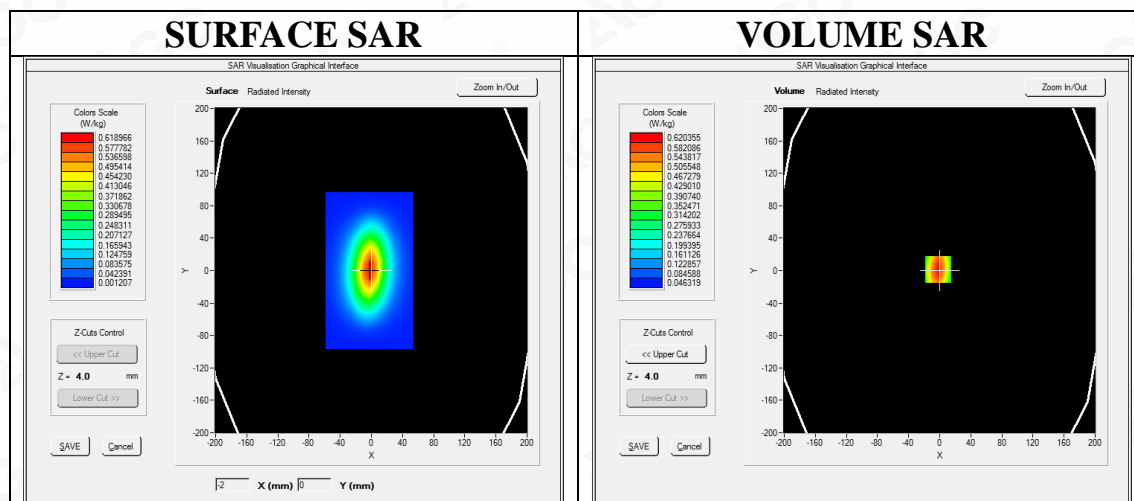 SURFACE SAR
SAR Visualisation Graphical Interface
Surface Radiated Intensity
Zoom In/Out
Colors Scale
(W/kg)
0.618966
0.577782
0.536598
0.495414
0.454230
0.413046
0.371862
0.330678
0.289495
0.248311
0.207127
0.165943
0.124759
0.083575
0.042391
0.001207
Z-Cuts Control
<< Upper Cut
Z = 4.0 mm
Lower Cut >>
SAVE Cancel
200
160
120
80
40
0
-40
-80
-120
-160
-200
Y
-200 -160 -120 -80 -40 0 40 80 120 160 200
X
-2 X (mm) 0 Y (mm)
VOLUME SAR
SAR Visualisation Graphical Interface
Volume Radiated Intensity
Zoom In/Out
Colors Scale
(W/kg)
0.620355
0.582086
0.543817
0.505548
0.467279
0.429010
0.390740
0.352471
0.314202
0.275933
0.237664
0.199395
0.161126
0.122857
0.084588
0.046319
Z-Cuts Control
<< Upper Cut
Z = 4.0 mm
Lower Cut >>
SAVE Cancel
200
160
120
80
40
0
-40
-80
-120
-160
-200
Y
-200 -160 -120 -80 -40 0 40 80 120 160 200
X